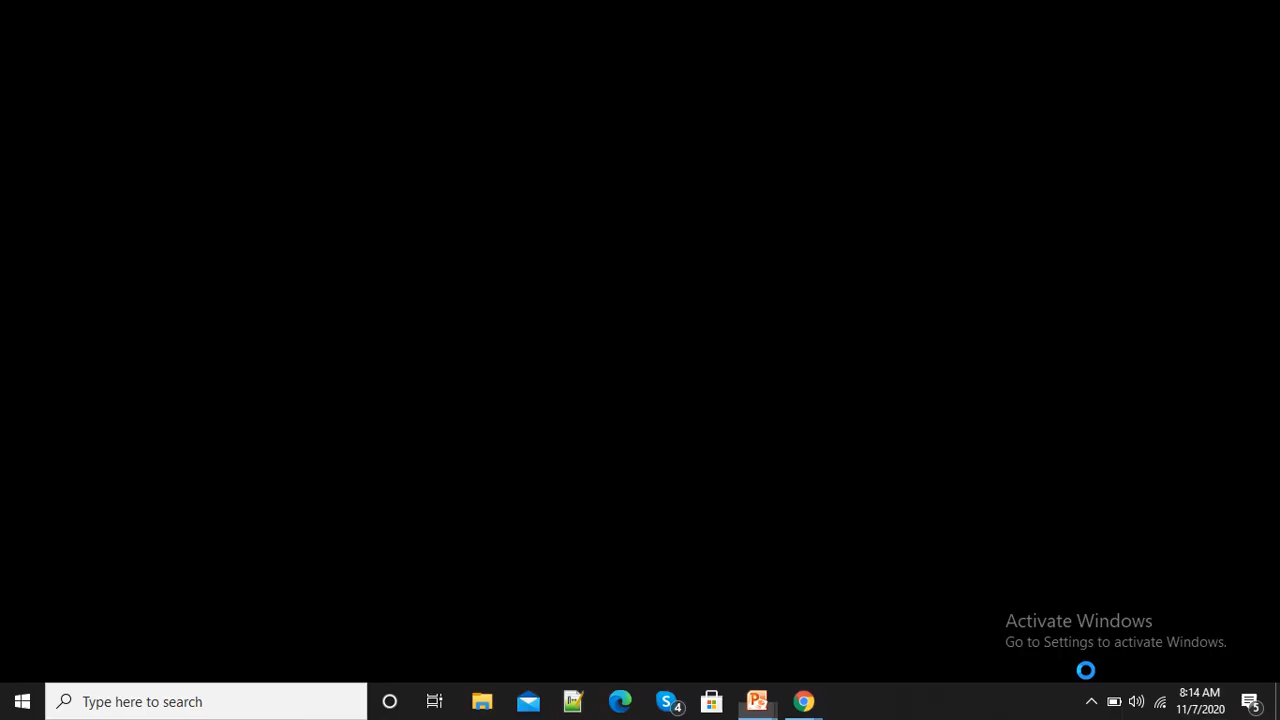 Activate Windows
Go to Settings to activate Windows.
Type here to search
4
8:14 AM
11/7/2020
5